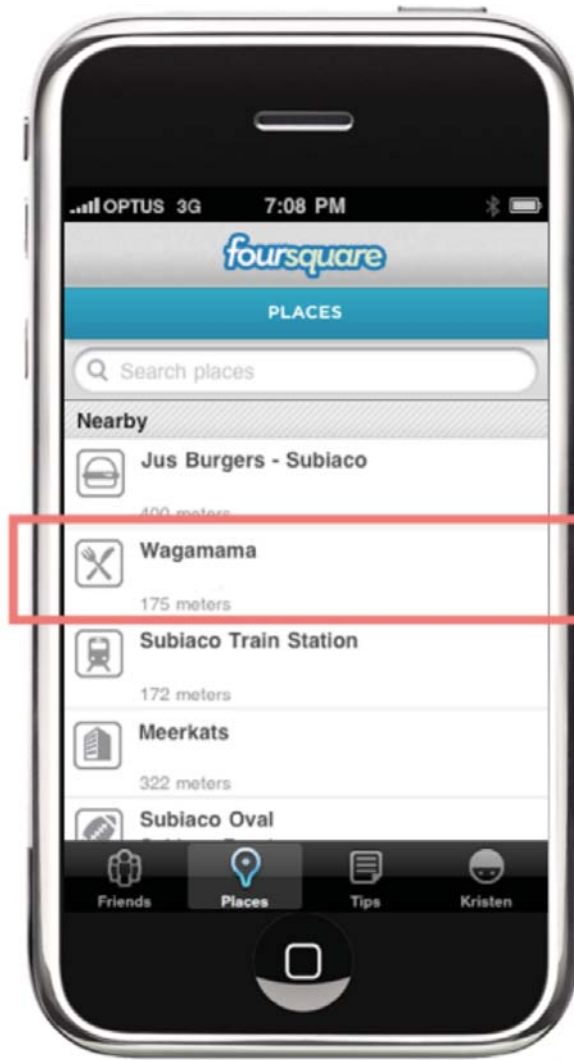 OPTUS 3G 7:08 PM
foursquare
PLACES
Search places
Nearby
Jus Burgers - Subiaco
400 meters
Wagamama
175 meters
Subiaco Train Station
172 meters
Meerkats
322 meters
Subiaco Oval
Friends Places Tips Kristen